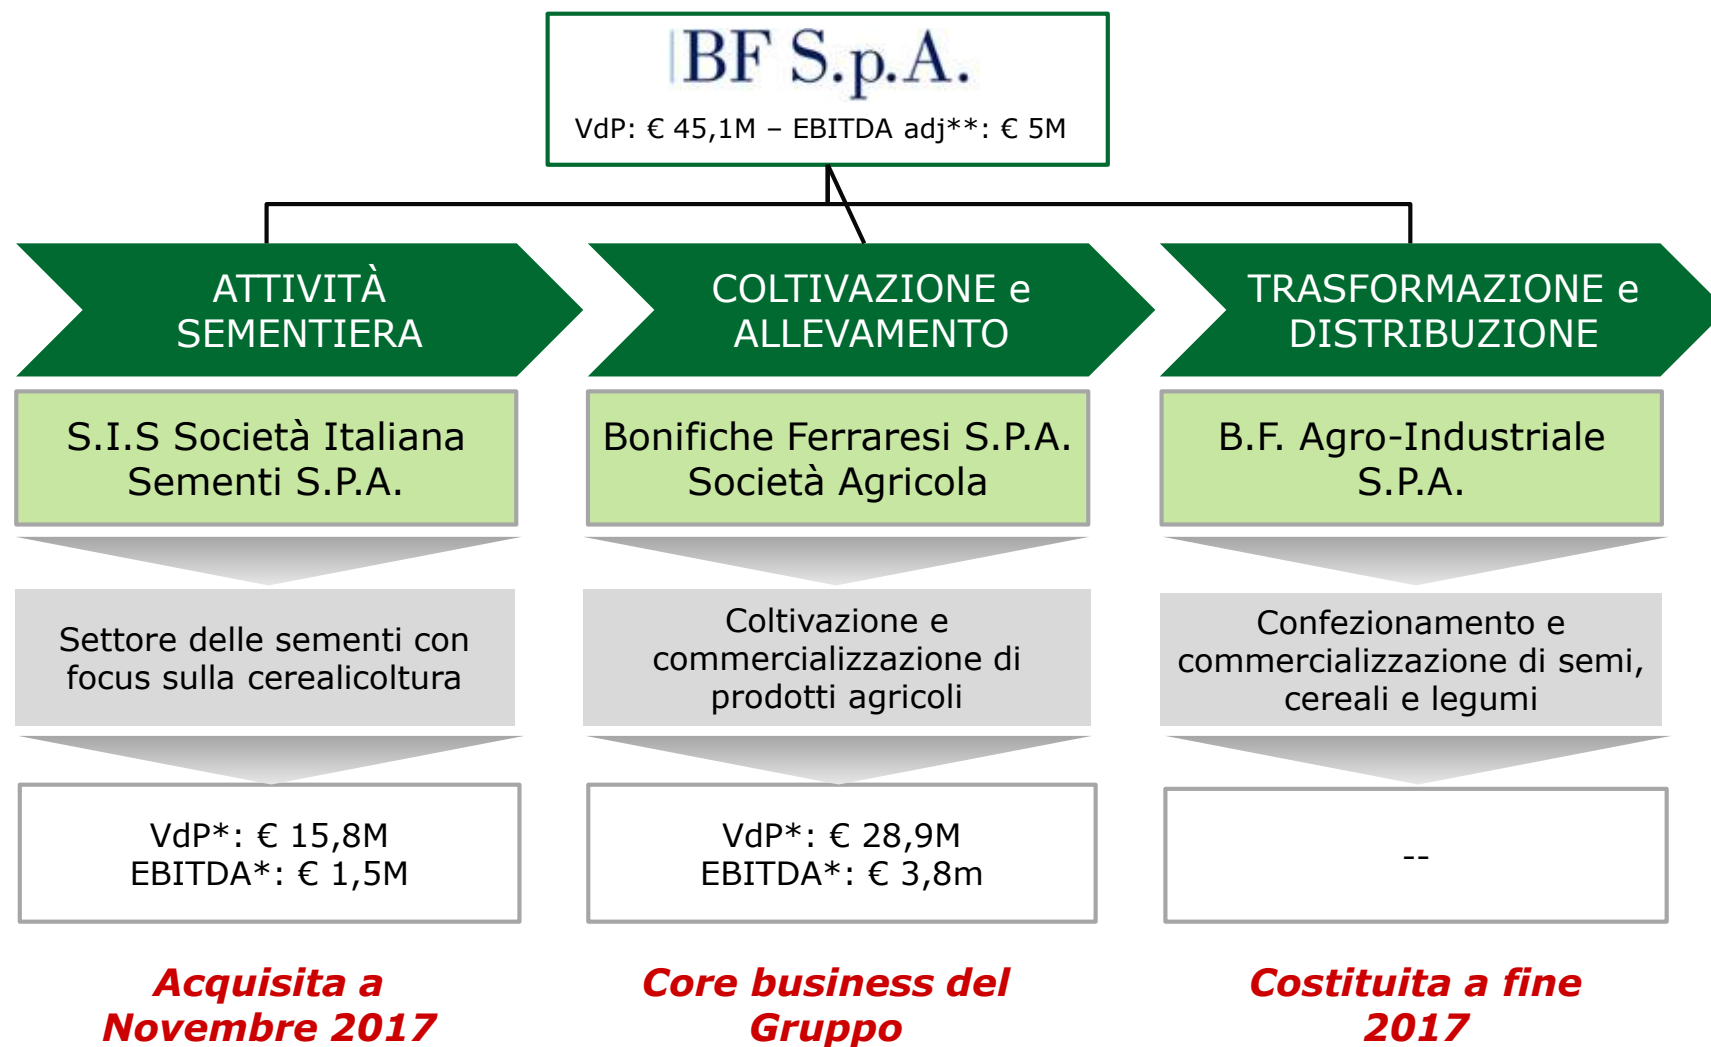 BF S.p.A.
VdP: € 45,1M – EBITDA adj**: € 5M
ATTIVITÀ
SEMENTIERA
COLTIVAZIONE e
ALLEVAMENTO
TRASFORMAZIONE e
DISTRIBUZIONE
S.I.S Società Italiana
Sementi S.P.A.
Bonifiche Ferraresi S.P.A.
Società Agricola
B.F. Agro-Industriale
S.P.A.
Settore delle sementi con
focus sulla cerealicoltura
Coltivazione e
commercializzazione di
prodotti agricoli
Confezionamento e
commercializzazione di semi,
cereali e legumi
VdP*: € 15,8M
EBITDA*: € 1,5M
VdP*: € 28,9M
EBITDA*: € 3,8m
--
Acquisita a
Novembre 2017
Core business del
Gruppo
Costituita a fine
2017